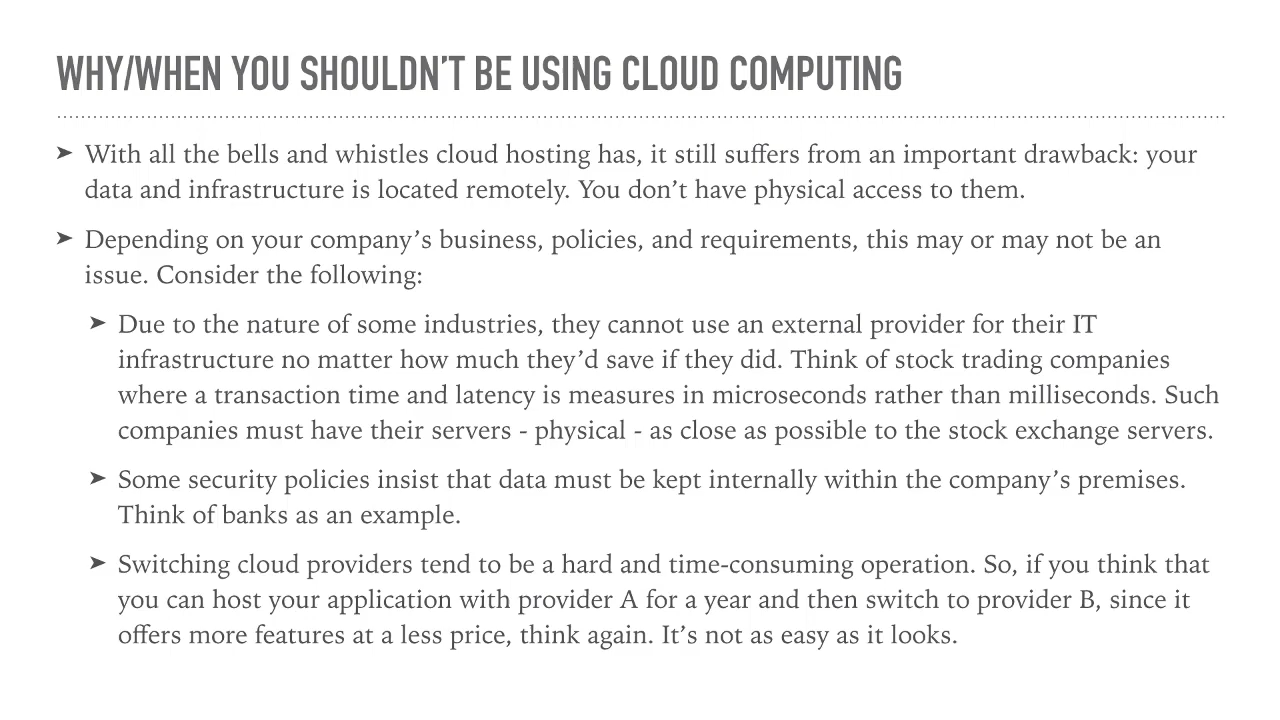 WHY/WHEN YOU SHOULDN’T BE USING CLOUD COMPUTING
➤ With all the bells and whistles cloud hosting has, it still suffers from an important drawback: your
data and infrastructure is located remotely. You don’t have physical access to them.
➤ Depending on your company’s business, policies, and requirements, this may or may not be an
issue. Consider the following:
➤ Due to the nature of some industries, they cannot use an external provider for their IT
infrastructure no matter how much they’d save if they did. Think of stock trading companies
where a transaction time and latency is measures in microseconds rather than milliseconds. Such
companies must have their servers - physical - as close as possible to the stock exchange servers.
➤ Some security policies insist that data must be kept internally within the company’s premises.
Think of banks as an example.
➤ Switching cloud providers tend to be a hard and time-consuming operation. So, if you think that
you can host your application with provider A for a year and then switch to provider B, since it
offers more features at a less price, think again. It’s not as easy as it looks.